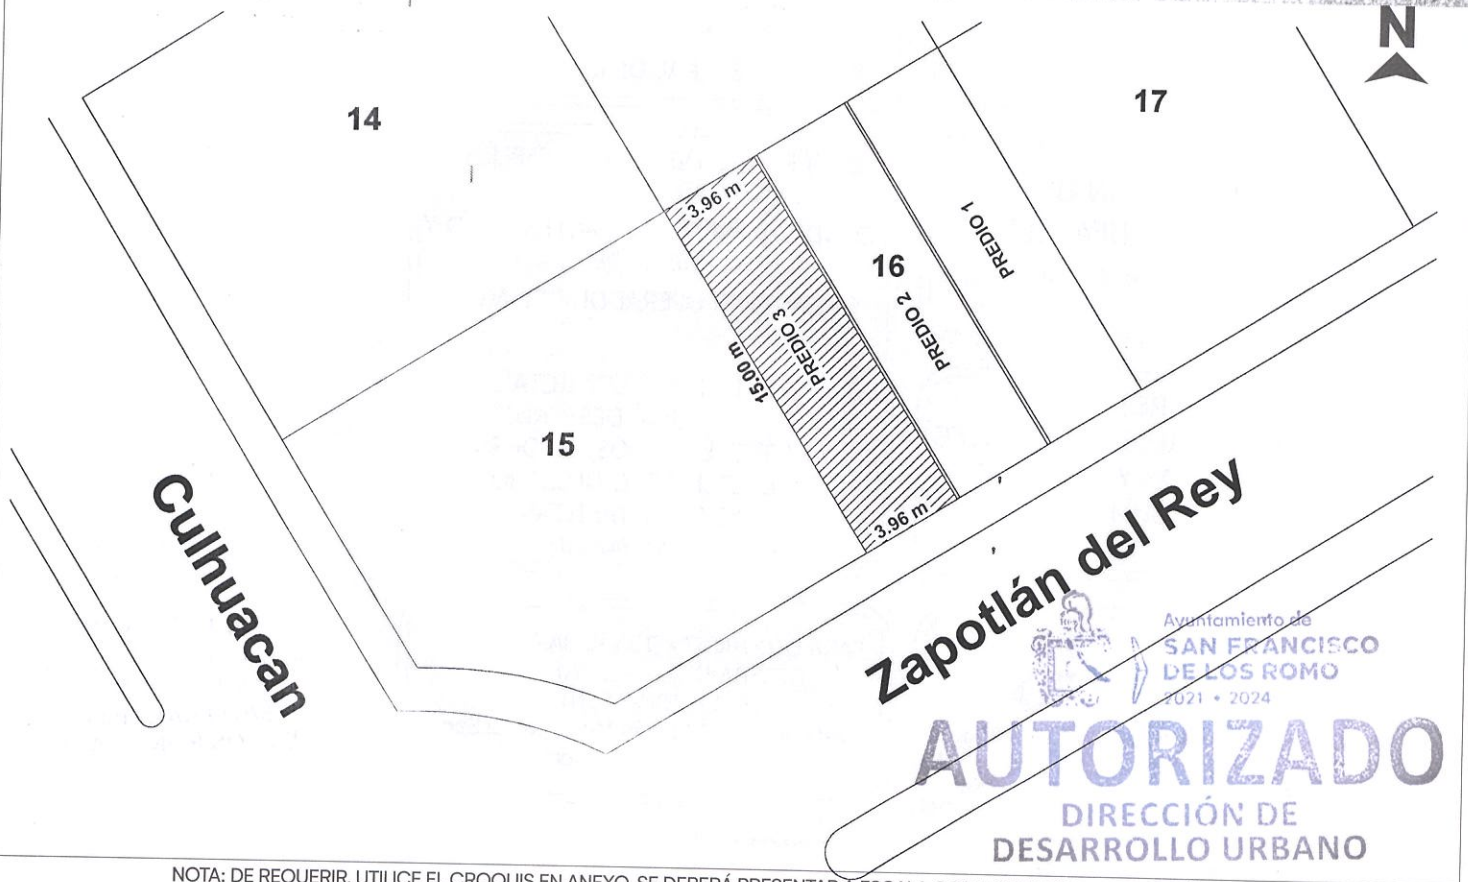 N
14
17
3.96 m
PREDIO 1
16
PREDIO 2
PREDIO 3
15.00 m
15
3.96 m
Culhuacan
Zapotlán del Rey
Ayuntamiento de
SAN FRANCISCO
DE LOS ROMO
2021 • 2024
AUTORIZADO
DIRECCIÓN DE
DESARROLLO URBANO
NOTA: DE REQUERIR, UTILICE EL CROQUIS EN ANEXO, SE DEBERÁ PRESENTAR